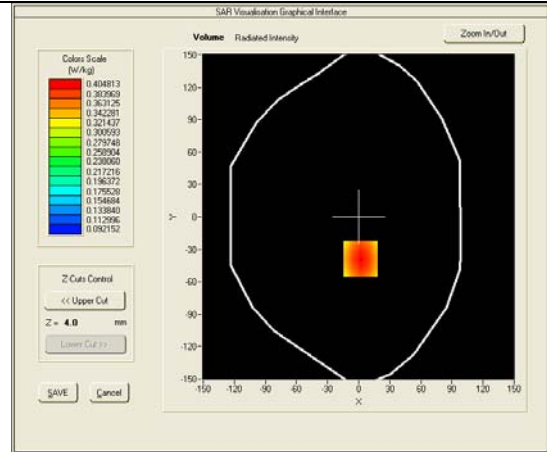 SAR Visualisation Graphical Interface
Volume Radiated Intensity
Zoom In/Out
Colors Scale
(W/kg)
0.404813
0.383969
0.363125
0.342281
0.321437
0.300593
0.279748
0.258904
0.238060
0.217216
0.196372
0.175528
0.154684
0.133840
0.112996
0.092152
Z Cuts Control
<< Upper Cut
Z = 4.0 mm
Lower Cut >>
SAVE Cancel
150
120
90
60
30
0
-30
-60
-90
-120
-150
Y
-150 -120 -90 -60 -30 0 30 60 90 120 150
X